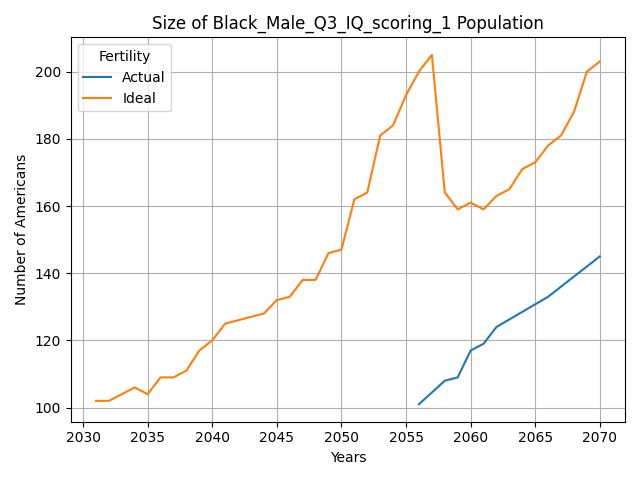 Size of Black_Male_Q3_IQ_scoring_1 Population
Fertility
Actual
Ideal
200
180
160
140
120
100
Number of Americans
2030
2035
2040
2045
2050
2055
2060
2065
2070
Years